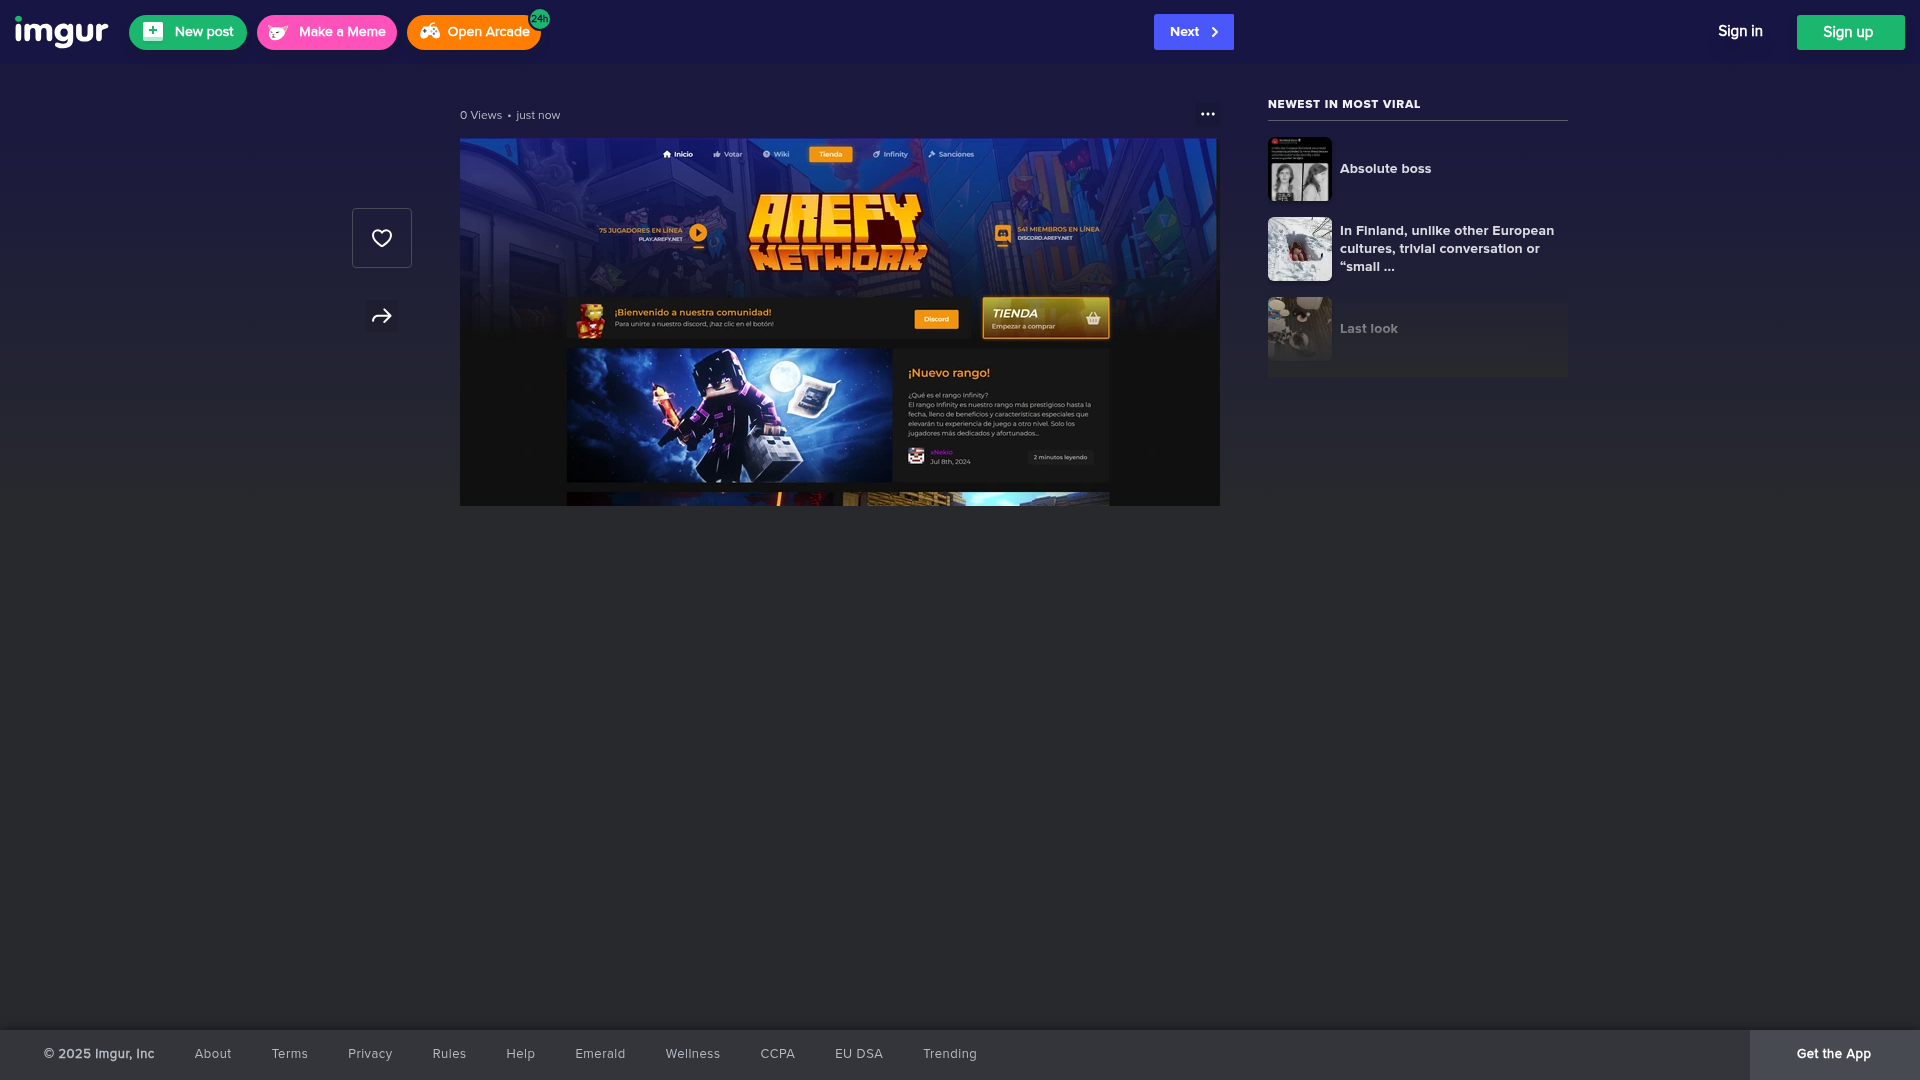 imgur
New post
Make a Meme
Open Arcade
24h
Next
Sign in
Sign up
0 Views • just now
Inicio
Votar
Wiki
Tienda
Infinity
Sanciones
75 JUGADORES EN LÍNEA
PLAY.AREFY.NET
AREFY
NETWORK
541 MIEMBROS EN LÍNEA
DISCORD.AREFY.NET
¡Bienvenido a nuestra comunidad!
Para unirte a nuestro discord, ¡haz clic en el botón!
Discord
TIENDA
Empezar a comprar
¡Nuevo rango!
¿Qué es el rango Infinity?
El rango Infinity es nuestro rango más prestigioso hasta la
fecha, lleno de beneficios y características especiales que
elevarán tu experiencia de juego a otro nivel. Solo los
jugadores más dedicados y afortunados...
xNekio
Jul 8th, 2024
2 minutos leyendo
NEWEST IN MOST VIRAL
Absolute boss
In Finland, unlike other European
cultures, trivial conversation or
“small ...
Last look
© 2025 Imgur, Inc
About
Terms
Privacy
Rules
Help
Emerald
Wellness
CCPA
EU DSA
Trending
Get the App